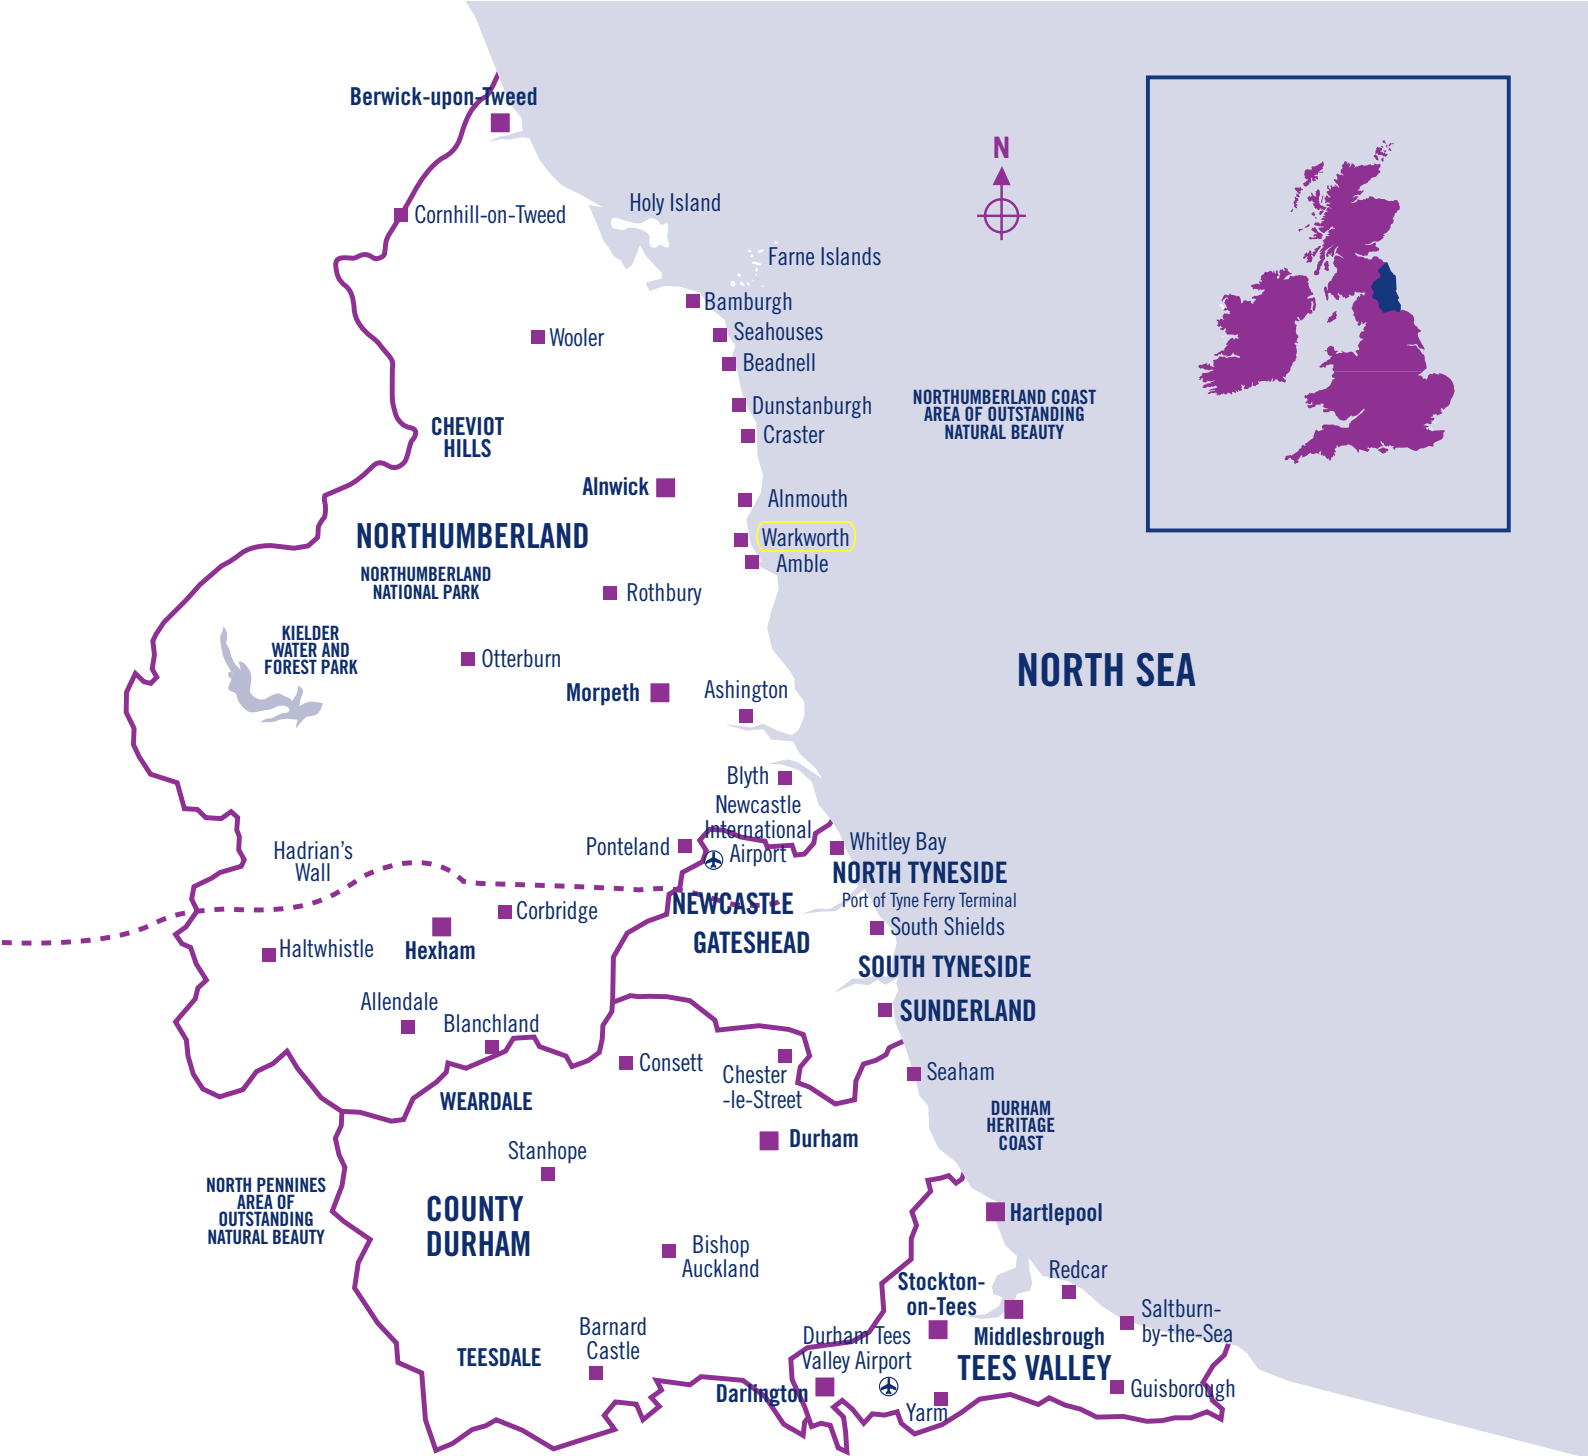 Berwick-upon-Tweed
N
Holy Island
Cornhill-on-Tweed
Farne Islands
Bamburgh
Seahouses
Wooler
Beadnell
NORTHUMBERLAND COAST
AREA OF OUTSTANDING
NATURAL BEAUTY
Dunstanburgh
Craster
CHEVIOT
HILLS
Alnwick
Alnmouth
NORTHUMBERLAND
Warkworth
Amble
NORTHUMBERLAND
NATIONAL PARK
Rothbury
KIELDER
WATER AND
FOREST PARK
Otterburn
NORTH SEA
Morpeth
Ashington
Blyth
Newcastle
International
Airport
Ponteland
Whitley Bay
Hadrian's
Wall
NORTH TYNESIDE
Port of Tyne Ferry Terminal
NEWCASTLE
Corbridge
South Shields
GATESHEAD
Haltwhistle
Hexham
SOUTH TYNESIDE
Allendale
SUNDERLAND
Blanchland
Consett
Chester
-le-Street
Seaham
WEARDALE
DURHAM
HERITAGE
COAST
Durham
Stanhope
NORTH PENNINES
AREA OF
OUTSTANDING
NATURAL BEAUTY
COUNTY
DURHAM
Hartlepool
Bishop
Auckland
Redcar
Stockton-
on-Tees
Saltburn-
by-the-Sea
Barnard
Castle
Durham Tees
Valley Airport
Middlesbrough
TEESDALE
TEES VALLEY
Darlington
Guisborough
Yarm